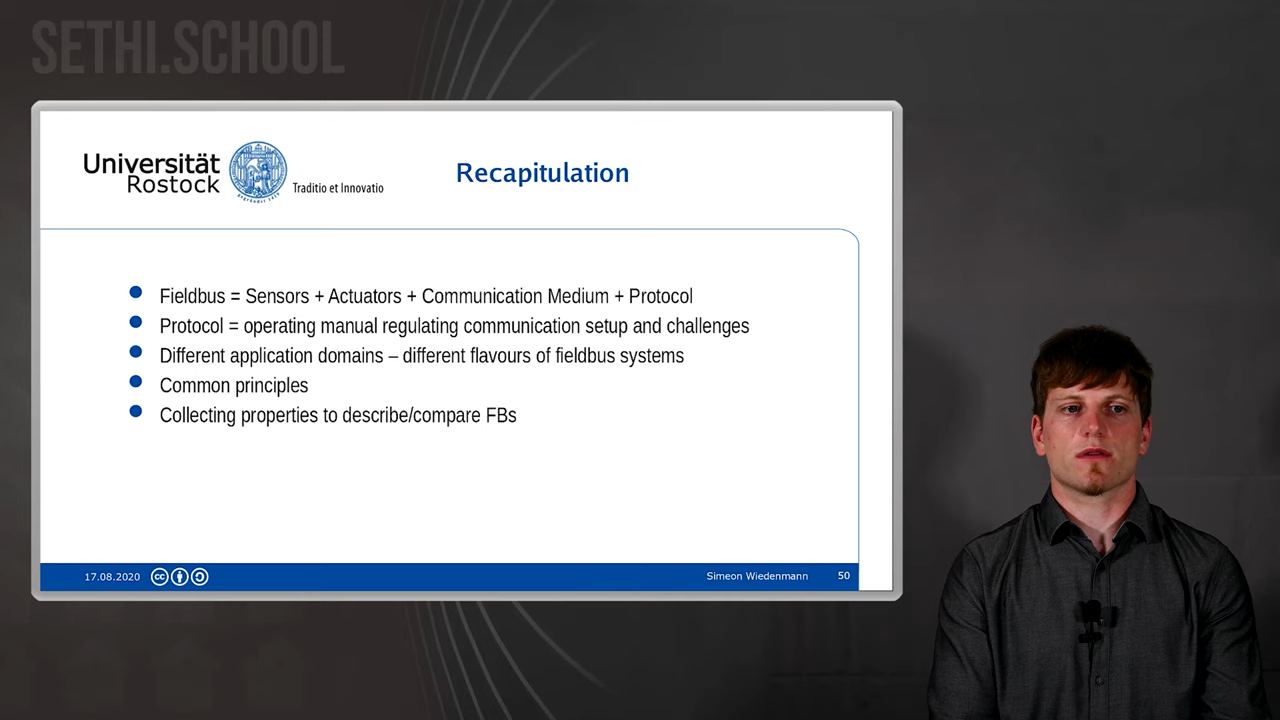 SETHI.SCHOOL
Universität
Rostock
Traditio et Innovatio
Recapitulation
Fieldbus = Sensors + Actuators + Communication Medium + Protocol
Protocol = operating manual regulating communication setup and challenges
Different application domains – different flavours of fieldbus systems
Common principles
Collecting properties to describe/compare FBs
17.08.2020
cc
Simeon Wiedenmann
50